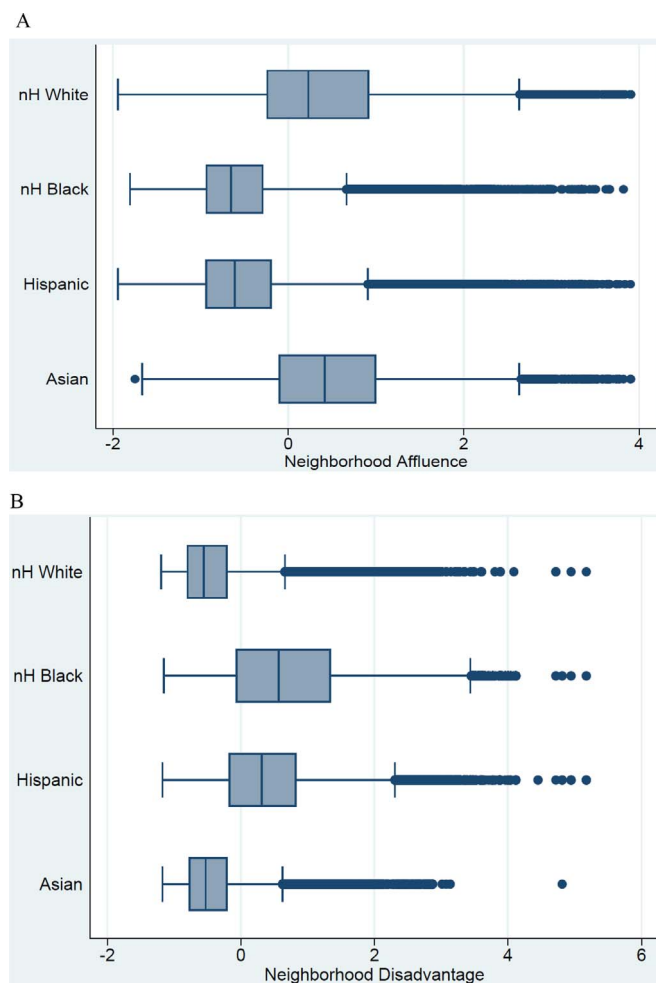 A
nH White
nH Black
Hispanic
Asian
-2
0
2
4
Neighborhood Affluence
B
nH White
nH Black
Hispanic
Asian
-2
0
2
4
6
Neighborhood Disadvantage